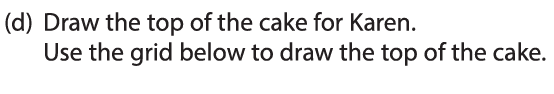 (d) Draw the top of the cake for Karen.
Use the grid below to draw the top of the cake.